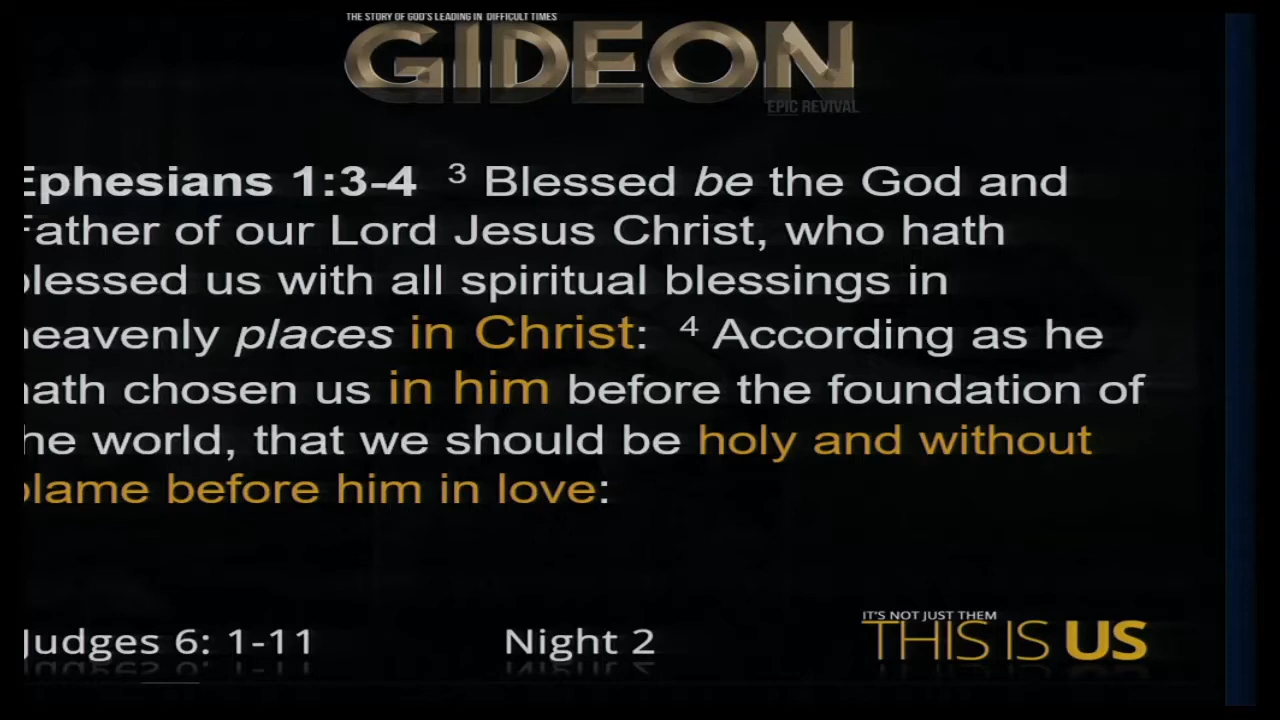 THE STORY OF GOD'S LEADING IN DIFFICULT TIMES
GIDEON
EPIC REVIVAL
Ephesians 1:3-4 3 Blessed be the God and
Father of our Lord Jesus Christ, who hath
blessed us with all spiritual blessings in
heavenly places in Christ: 4 According as he
hath chosen us in him before the foundation of
the world, that we should be holy and without
blame before him in love:
Judges 6: 1-11
Night 2
IT'S NOT JUST THEM
THIS IS US